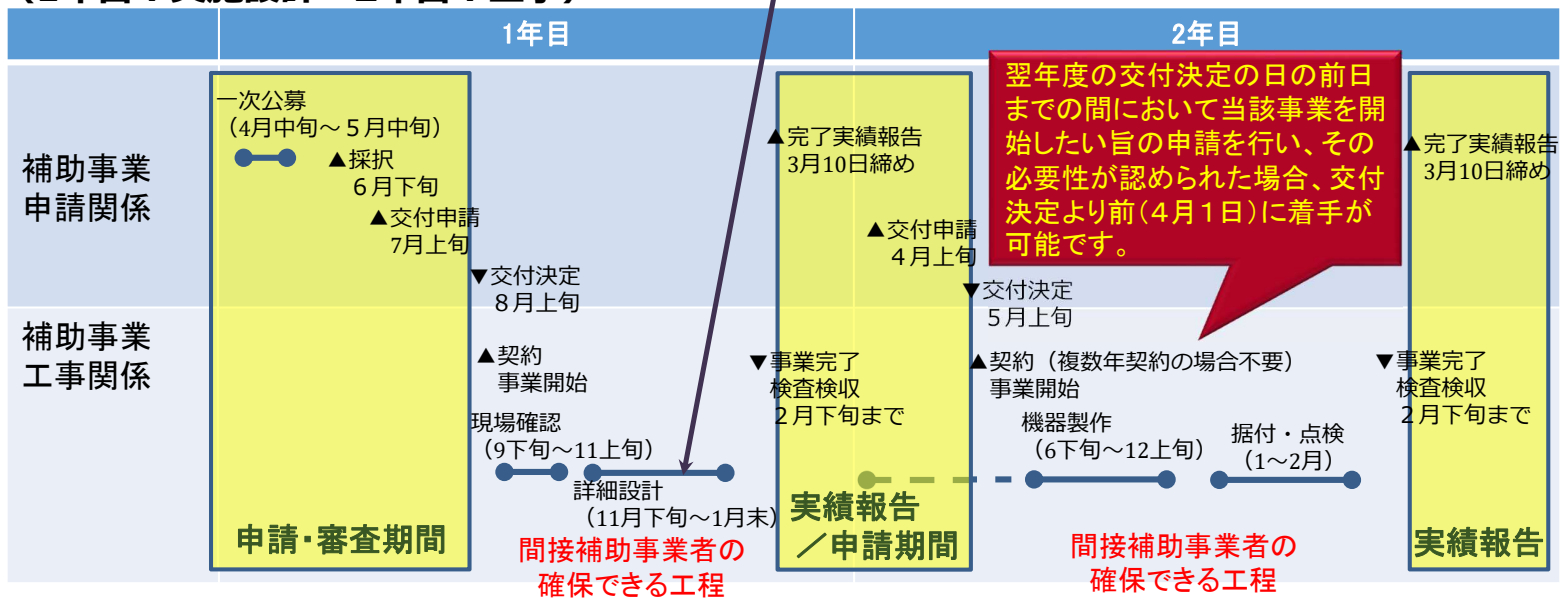 1年目
2年目
補助事業
申請関係
一次公募
（4月中旬～５月中旬）
▲採択
６月下旬
▲交付申請
7月上旬
▼交付決定
８月上旬
▲完了実績報告
3月10日締め
▲交付申請
４月上旬
▼交付決定
５月上旬
翌年度の交付決定の日の前日
までの間において当該事業を開
始したい旨の申請を行い、その
必要性が認められた場合、交付
決定より前（４月１日）に着手が
可能です。
▲完了実績報告
3月10日締め
補助事業
工事関係
▲契約
事業開始
現場確認
（9下旬～11上旬）
詳細設計
（11月下旬～1月末）
▼事業完了
検査検収
２月下旬まで
▲契約（複数年契約の場合不要）
事業開始
機器製作
（6下旬～12上旬）
据付・点検
（1～2月）
▼事業完了
検査検収
２月下旬まで
申請・審査期間
間接補助事業者の
確保できる工程
実績報告
／申請期間
間接補助事業者の
確保できる工程
実績報告